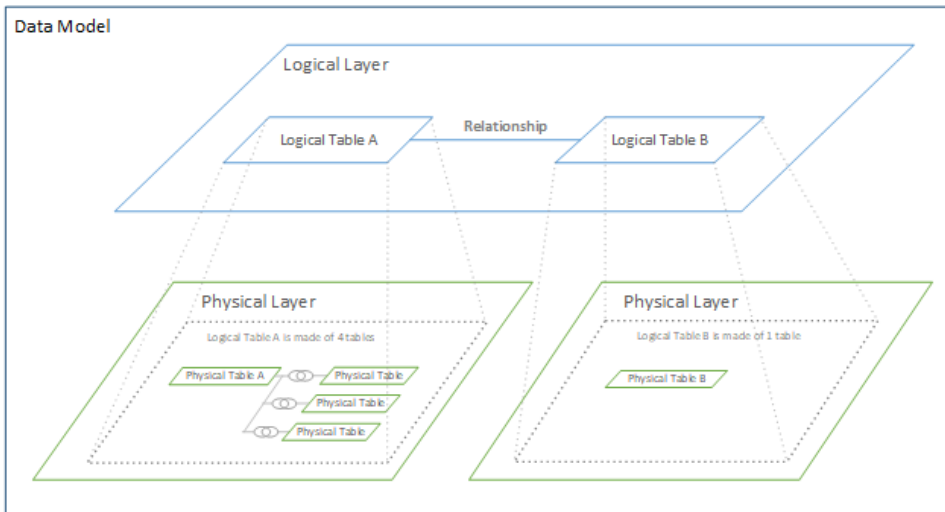 Data Model
Logical Layer
Relationship
Logical Table A
Logical Table B
Physical Layer
Logical Table A is made of 4 tables
Physical Table A
Physical Table
Physical Table
Physical Table
Physical Layer
Logical Table B is made of 1 table
Physical Table B